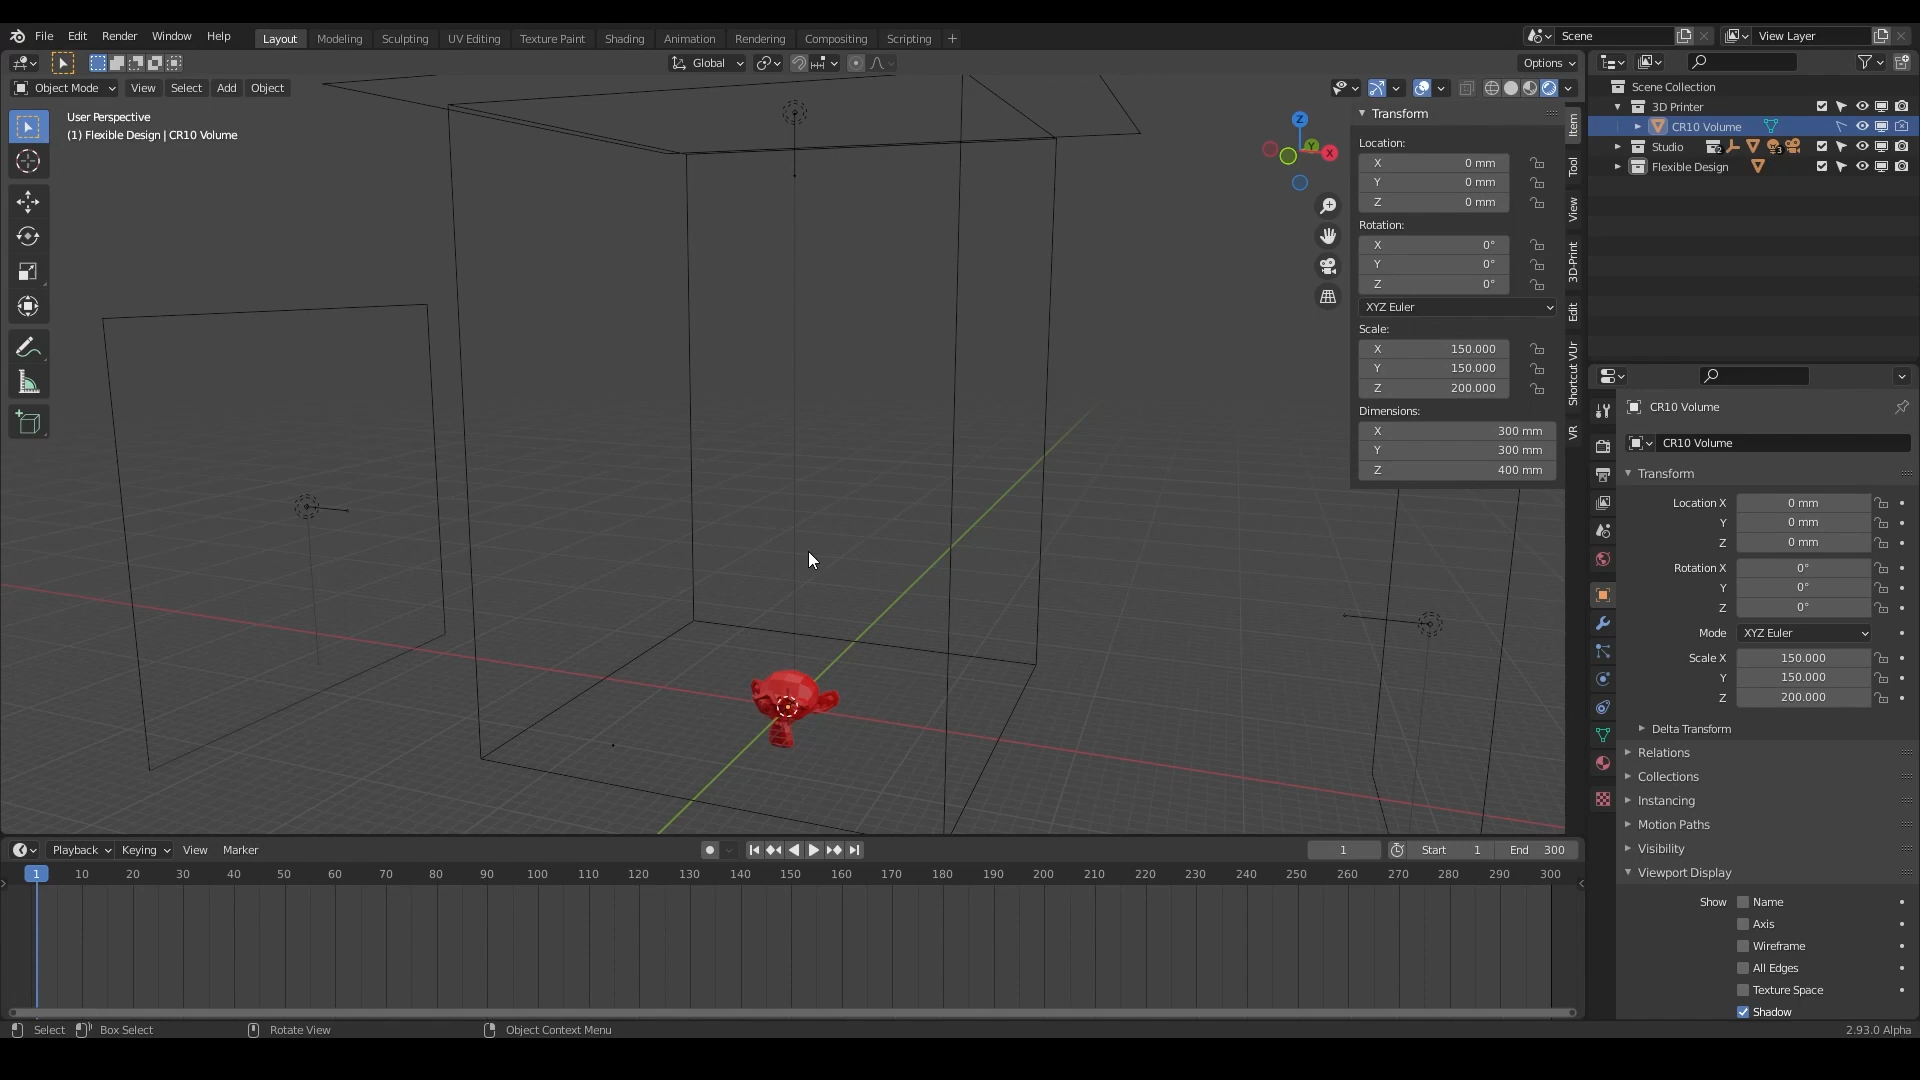 File Edit Render Window Help
Layout Modeling Sculpting UV Editing Texture Paint Shading Animation Rendering Compositing Scripting +
Scene
View Layer
Global
Options
Object Mode View Select Add Object
User Perspective
(1) Flexible Design | CR10 Volume
Z
Y
X
Transform
Location:
X 0 mm
Y 0 mm
Z 0 mm
Rotation:
X 0°
Y 0°
Z 0°
XYZ Euler
Scale:
X 150.000
Y 150.000
Z 200.000
Dimensions:
X 300 mm
Y 300 mm
Z 400 mm
Item
Tool
View
3D-Print
Edit
Shortcut VUr
VR
Scene Collection
3D Printer
CR10 Volume
Studio 2 3
Flexible Design
CR10 Volume
CR10 Volume
Transform
Location X 0 mm
Y 0 mm
Z 0 mm
Rotation X 0°
Y 0°
Z 0°
Mode XYZ Euler
Scale X 150.000
Y 150.000
Z 200.000
Delta Transform
Relations
Collections
Instancing
Motion Paths
Visibility
Viewport Display
Show Name
Axis
Wireframe
All Edges
Texture Space
Shadow
Playback Keying View Marker
1 Start 1 End 300
1 10 20 30 40 50 60 70 80 90 100 110 120 130 140 150 160 170 180 190 200 210 220 230 240 250 260 270 280 290 300
Select Box Select Rotate View Object Context Menu
2.93.0 Alpha